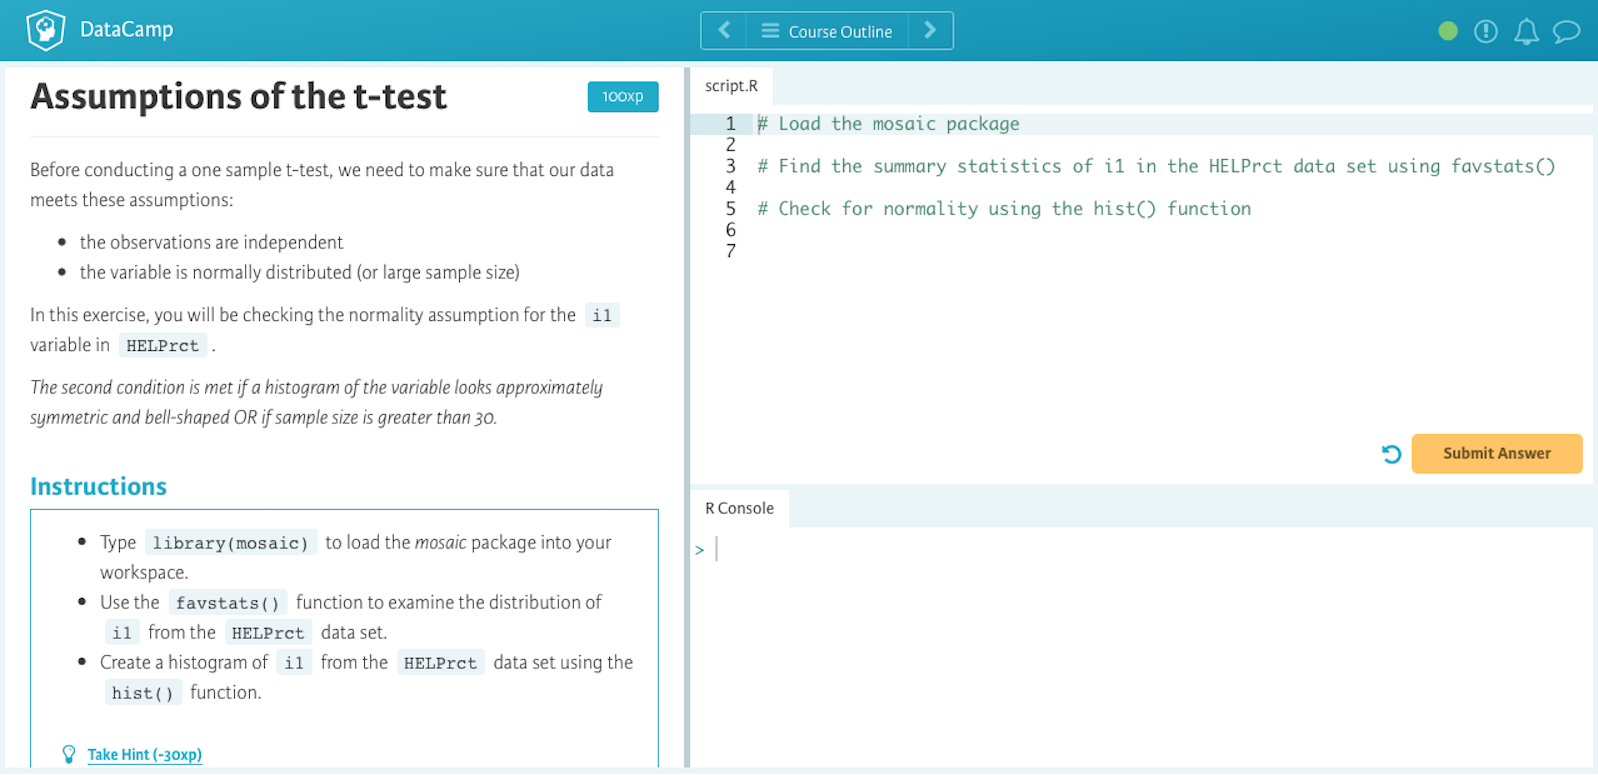 DataCamp
Course Outline
Assumptions of the t-test
100xp
Before conducting a one sample t-test, we need to make sure that our data
meets these assumptions:
the observations are independent
the variable is normally distributed (or large sample size)
In this exercise, you will be checking the normality assumption for the i1
variable in HELPrct .
The second condition is met if a histogram of the variable looks approximately
symmetric and bell-shaped OR if sample size is greater than 30.
Instructions
Type library(mosaic) to load the mosaic package into your
workspace.
Use the favstats() function to examine the distribution of
i1 from the HELPrct data set.
Create a histogram of i1 from the HELPrct data set using the
hist() function.
Take Hint (-30xp)
script.R
1 # Load the mosaic package
2
3 # Find the summary statistics of i1 in the HELPrct data set using favstats()
4
5 # Check for normality using the hist() function
6
7
Submit Answer
R Console
>